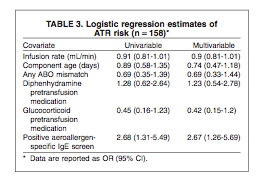 TABLE 3. Logistic regression estimates of
ATR risk (n = 158)*
Covariate Univariable Multivariable
Infusion rate (mL/min) 0.91 (0.81-1.01) 0.9 (0.81-1.01)
Component age (days) 0.89 (0.58-1.35) 0.74 (0.47-1.18)
Any ABO mismatch 0.69 (0.35-1.39) 0.69 (0.33-1.44)
Diphenhydramine 1.28 (0.62-2.64) 1.23 (0.54-2.78)
pretransfusion
medication
Glucocorticoid 0.45 (0.16-1.23) 0.42 (0.15-1.2)
pretransfusion
medication
Positive aeroallergen- 2.68 (1.31-5.49) 2.67 (1.26-5.69)
specific IgE screen
* Data are reported as OR (95% CI).